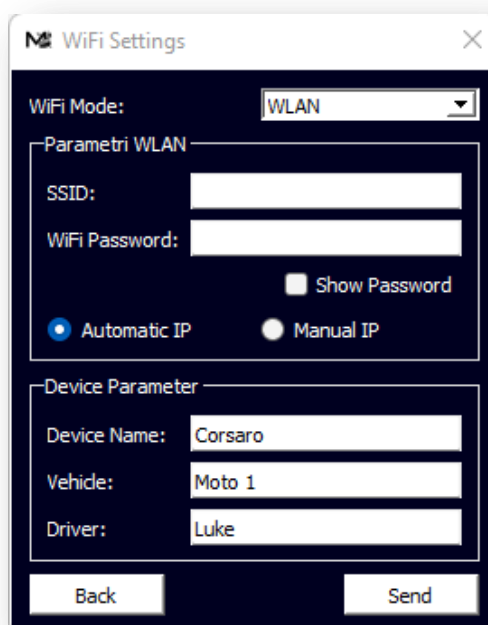 WiFi Settings
WiFi Mode: WLAN
Parametri WLAN
SSID:
WiFi Password:
Show Password
Automatic IP Manual IP
Device Parameter
Device Name: Corsaro
Vehicle: Moto 1
Driver: Luke
Back Send